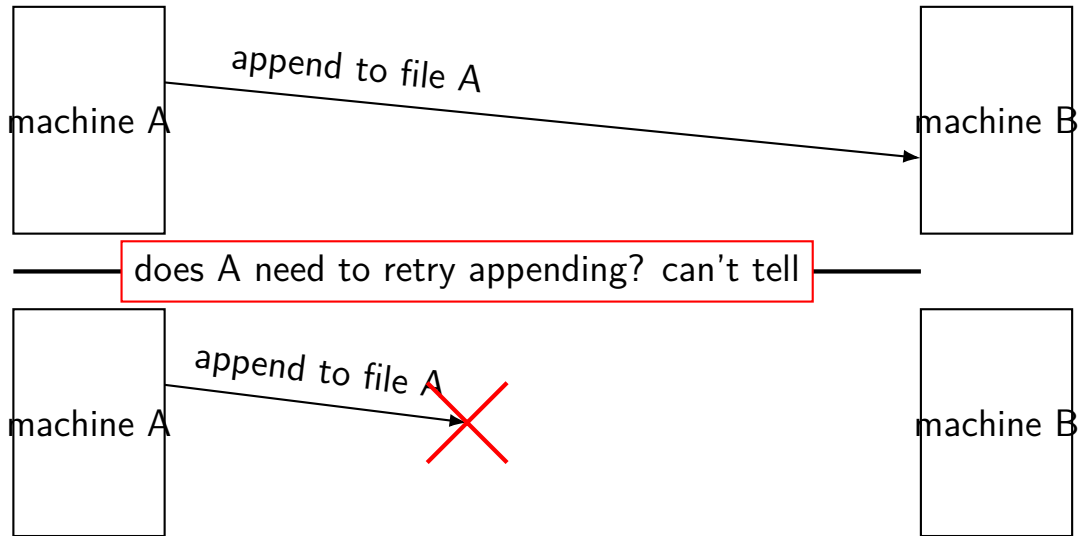 append to file A
machine A
machine B
does A need to retry appending? can't tell
append to file A
machine A
machine B